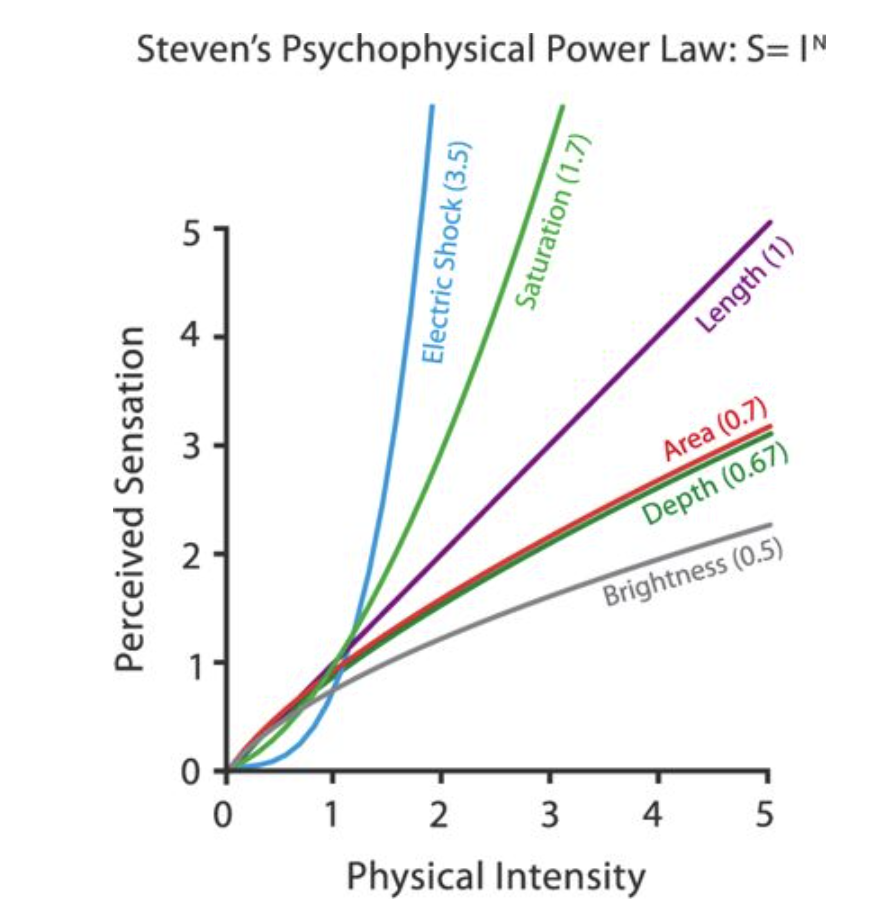 Steven's Psychophysical Power Law: S= Iᴺ
Electric Shock (3.5)
Saturation (1.7)
Length (1)
Area (0.7)
Depth (0.67)
Brightness (0.5)
Perceived Sensation
5
4
3
2
1
0
0 1 2 3 4 5
Physical Intensity